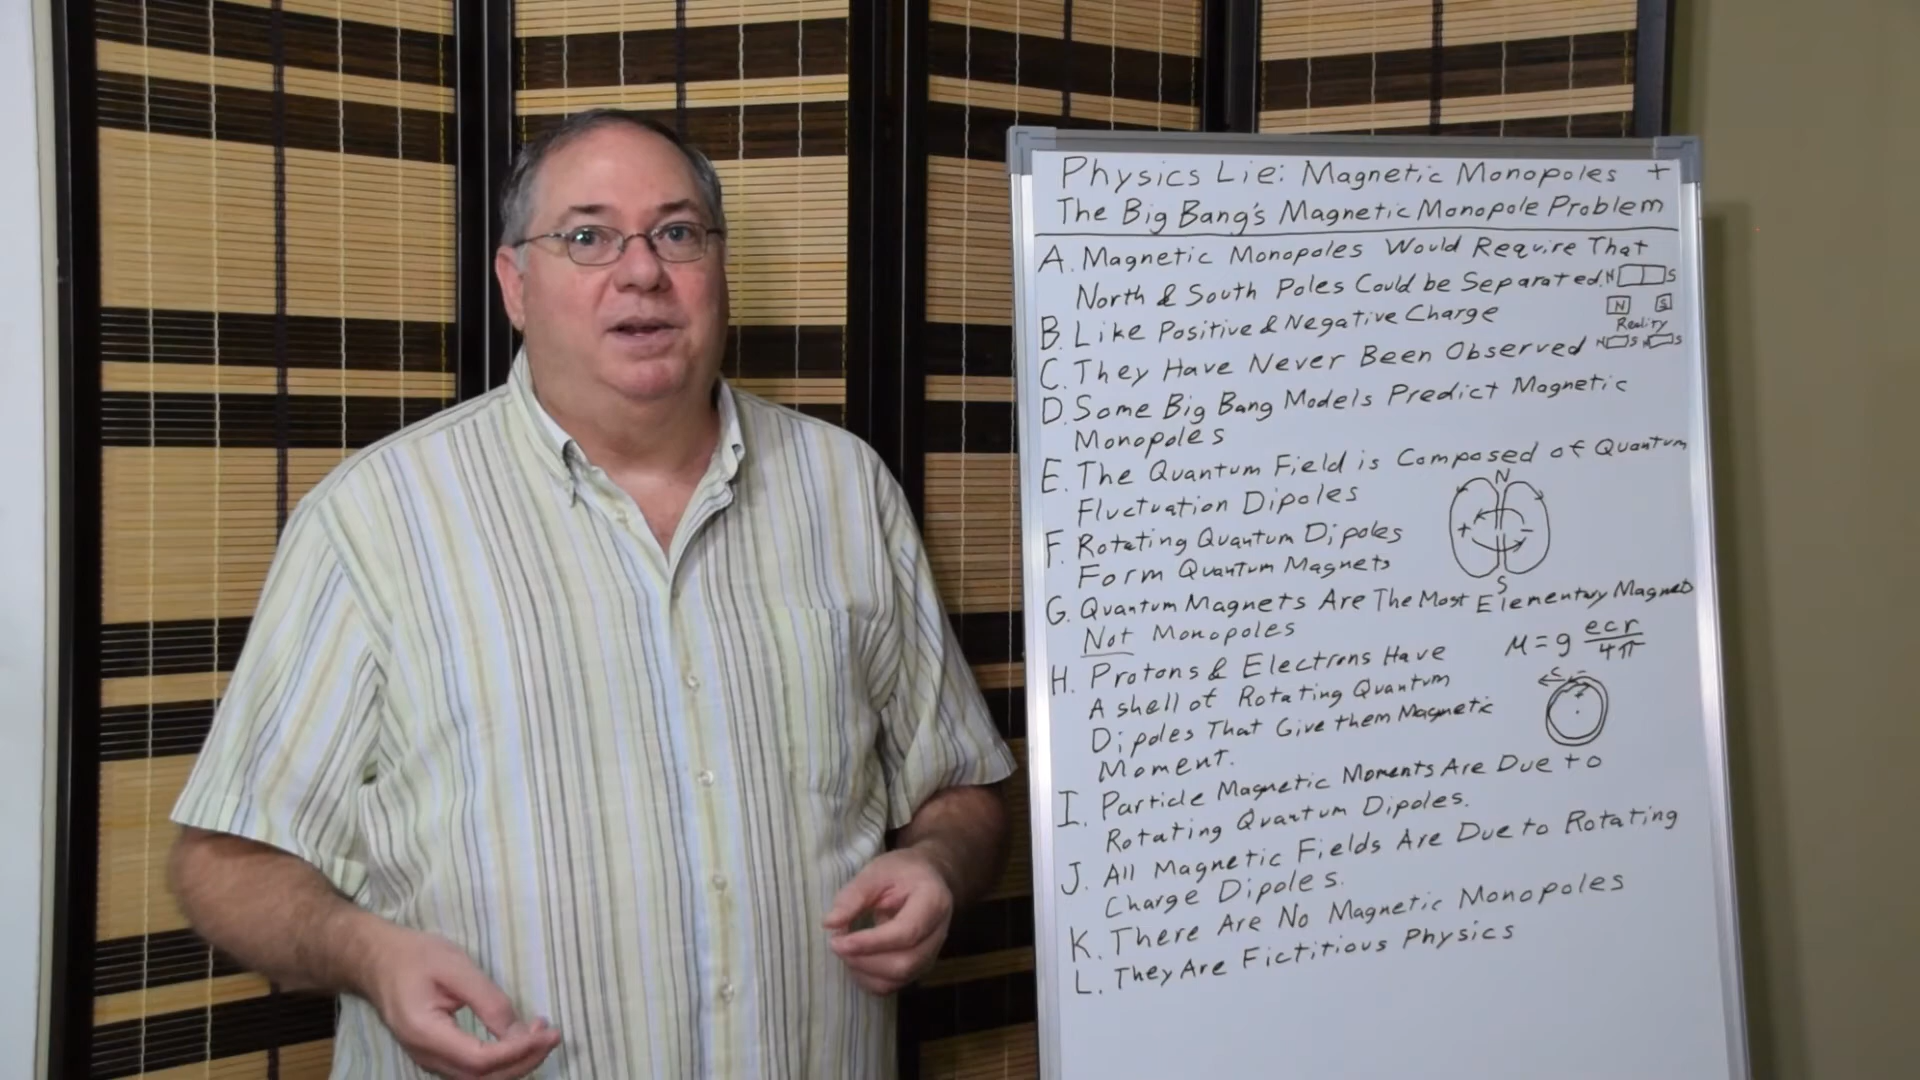 Physics Lie: Magnetic Monopoles +
The Big Bang's Magnetic Monopole Problem
A. Magnetic Monopoles Would Require That
North & South Poles Could be Separated. N S
N S
B. Like Positive & Negative Charge
Reality
C. They Have Never Been Observed N S N S
D. Some Big Bang Models Predict Magnetic
Monopoles
E. The Quantum Field is Composed of Quantum
Fluctuation Dipoles
N
F. Rotating Quantum Dipoles + -
Form Quantum Magnets
S
G. Quantum Magnets Are The Most Elementary Magnets
Not Monopoles
μ = g ecr/4π
H. Protons & Electrons Have
A shell of Rotating Quantum
c - +
Dipoles That Give them Magnetic
Moment.
I. Particle Magnetic Moments Are Due to
Rotating Quantum Dipoles.
J. All Magnetic Fields Are Due to Rotating
Charge Dipoles.
K. There Are No Magnetic Monopoles
L. They Are Fictitious Physics